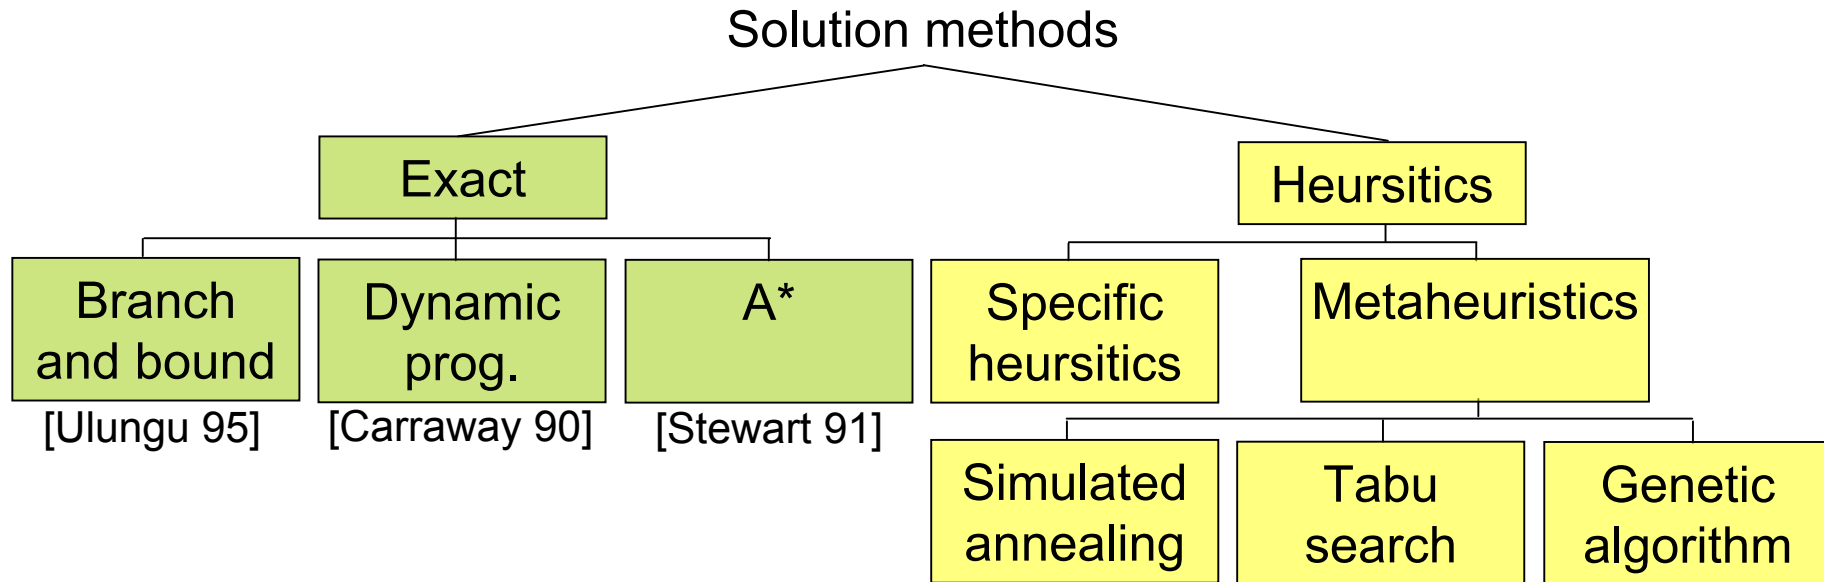 Solution methods
Exact
Heursitics
Branch
and bound
Dynamic
prog.
A*
Specific
heursitics
Metaheuristics
[Ulungu 95]
[Carraway 90]
[Stewart 91]
Simulated
annealing
Tabu
search
Genetic
algorithm